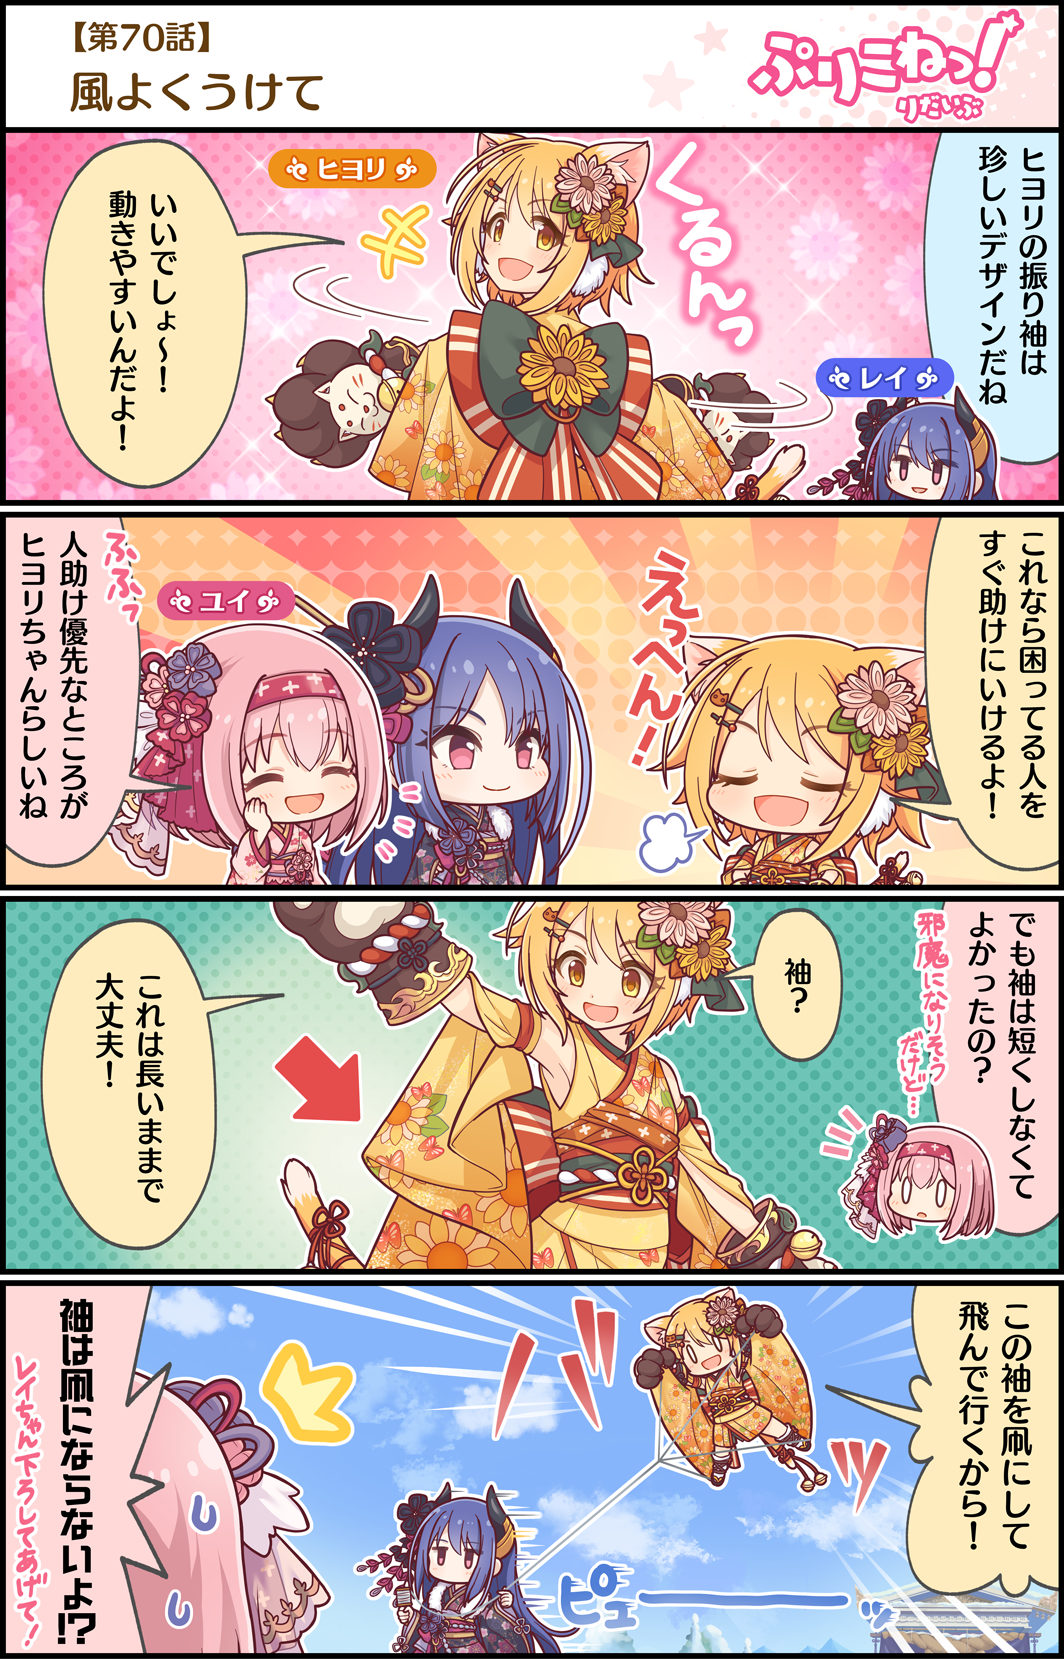 【第70話】
風よくうけて
ぷりこねっ!
りだいぶ
ヒヨリの振り袖は
珍しいデザインだね
レイ
くるんっ
ヒヨリ
いいでしょ～！
動きやすいんだよ！
これなら困ってる人を
すぐ助けにいけるよ！
えっへん！
ユイ
ふふっ
人助け優先なところが
ヒヨリちゃんらしいね
でも袖は短くしなくて
よかったの？
邪魔になりそう
だけど…
袖？
これは長いままで
大丈夫！
この袖を凧にして
飛んで行くから！
ピュ――ッ
袖は凧にならないよ!?
レイちゃん下ろしてあげて！